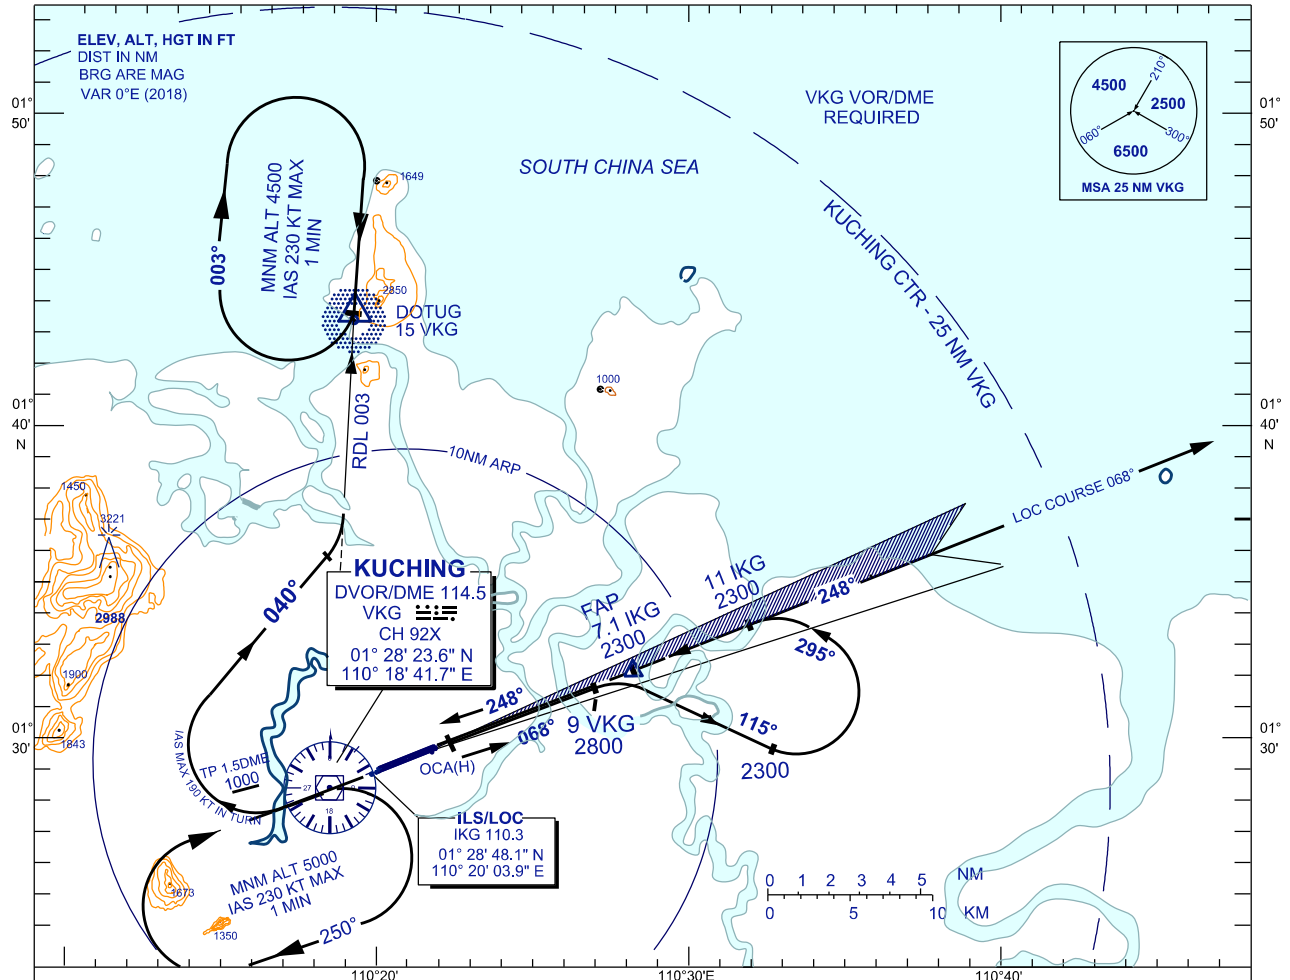 ELEV, ALT, HGT IN FT
DIST IN NM
BRG ARE MAG
VAR 0°E (2018)
01°
50'
01°
40'
N
01°
30'
01°
50'
01°
40'
N
01°
30'
110°20'
110°30'E
110°40'
VKG VOR/DME
REQUIRED
SOUTH CHINA SEA
4500
2500
6500
210°
060°
300°
MSA 25 NM VKG
KUCHING CTR - 25 NM VKG
MNM ALT 4500
IAS 230 KT MAX
1 MIN
003°
1649
2850
DOTUG
15 VKG
1000
RDL 003
10NM ARP
LOC COURSE 068°
1450
3221
2988
1900
1843
040°
KUCHING
DVOR/DME 114.5
VKG
CH 92X
01° 28' 23.6" N
110° 18' 41.7" E
11 IKG
2300
FAP
7.1 IKG
2300
248°
295°
248°
068°
9 VKG
2800
115°
2300
OCA(H)
TP 1.5DME
1000
IAS MAX 190 KT IN TURN
27
9
18
ILS/LOC
IKG 110.3
01° 28' 48.1" N
110° 20' 03.9" E
MNM ALT 5000
IAS 230 KT MAX
1 MIN
250°
1673
1350
0 1 2 3 4 5 NM
0 5 10 KM